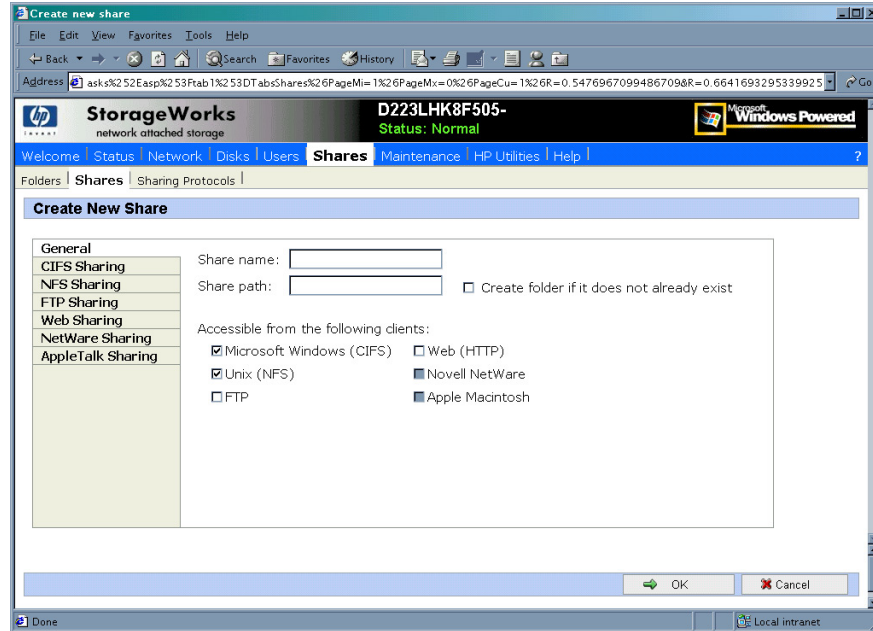 Create new share
File Edit View Favorites Tools Help
Back Search Favorites History
Address asks%252Easp%253Ftab1%253DTabsShares%26PageMi=1%26PageMx=0%26PageCu=1%26R=0.5476967099486709&R=0.6641693295339925 Go
hp StorageWorks D223LHK8F505- Microsoft Windows Powered
invent network attached storage Status: Normal
Welcome Status Network Disks Users Shares Maintenance HP Utilities Help ?
Folders Shares Sharing Protocols
Create New Share
General
CIFS Sharing
NFS Sharing
FTP Sharing
Web Sharing
NetWare Sharing
AppleTalk Sharing
Share name:
Share path: Create folder if it does not already exist
Accessible from the following clients:
Microsoft Windows (CIFS) Web (HTTP)
Unix (NFS) Novell NetWare
FTP Apple Macintosh
OK Cancel
Done Local intranet